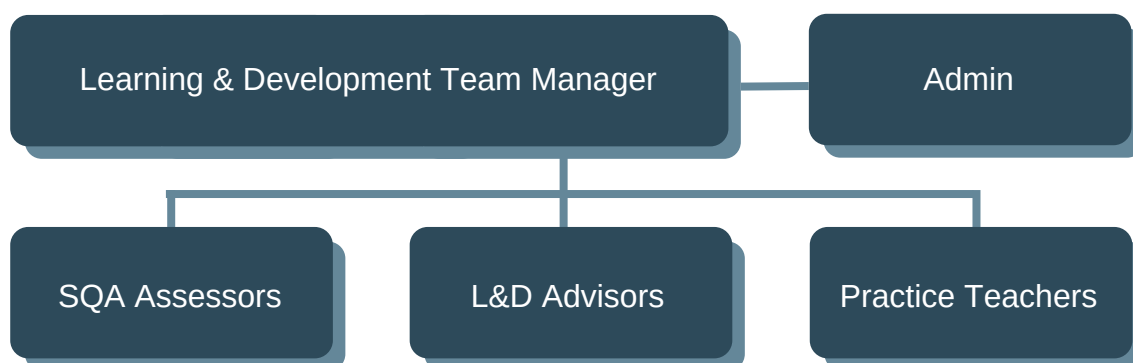 Learning & Development Team Manager
Admin
SQA Assessors
L&D Advisors
Practice Teachers